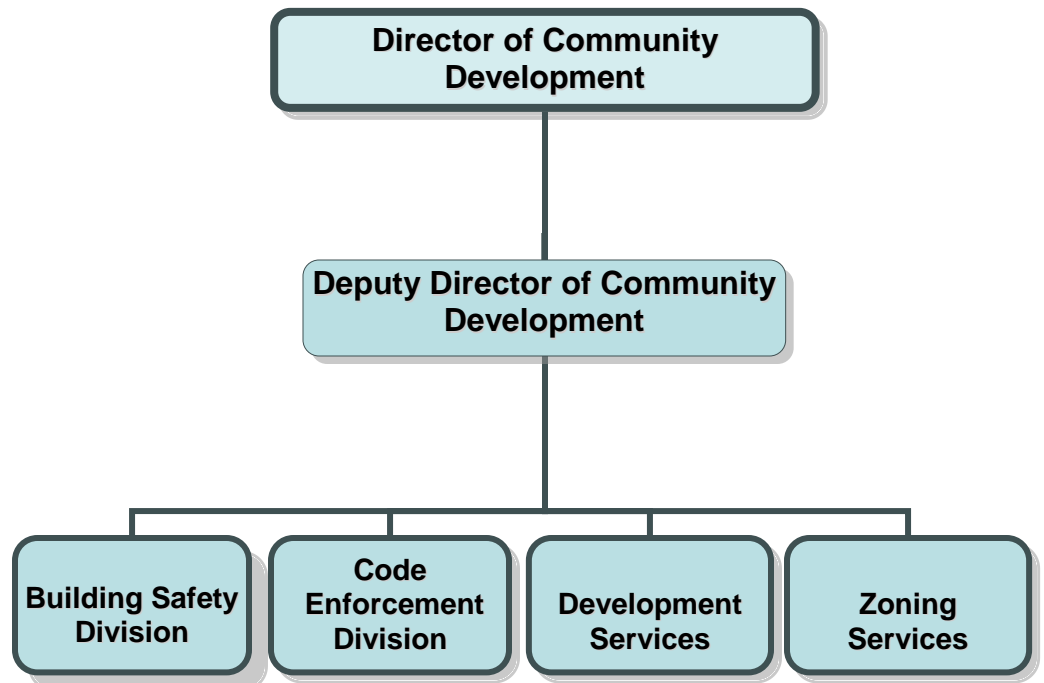 Director of Community
Development
Deputy Director of Community
Development
Building Safety
Division
Code
Enforcement
Division
Development
Services
Zoning
Services